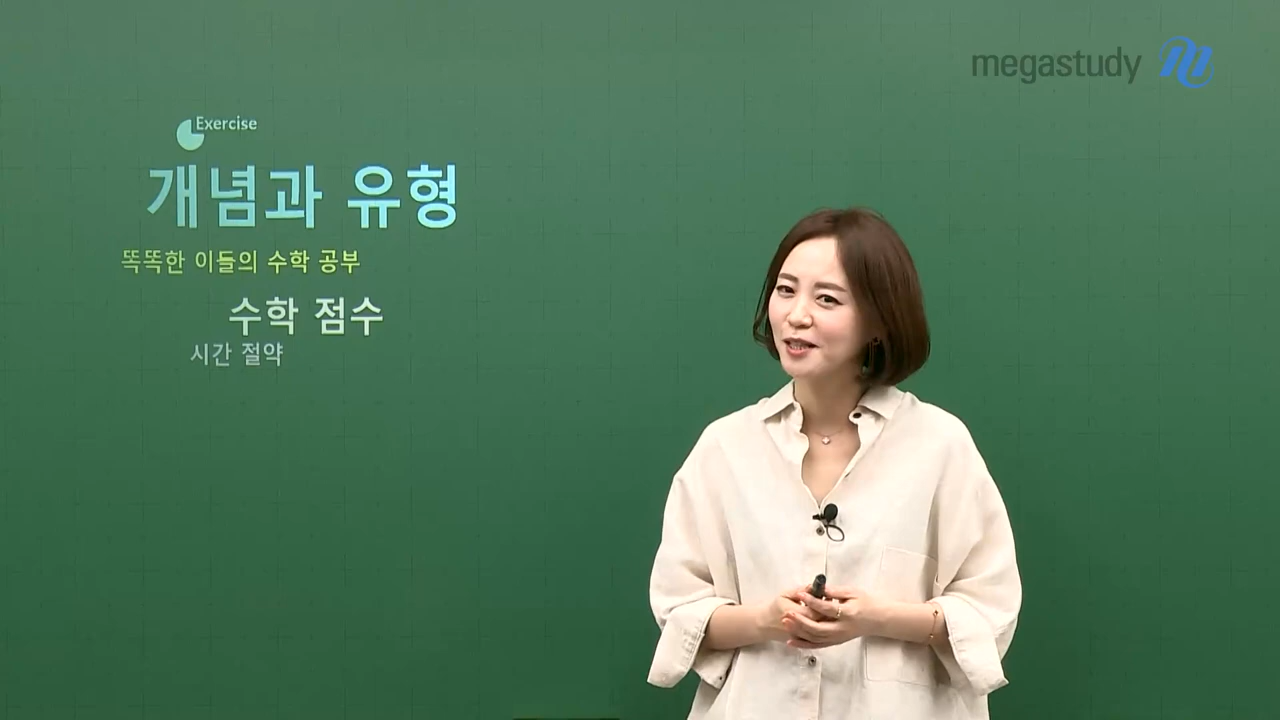 megastudy
Exercise
개념과 유형
똑똑한 이들의 수학 공부
수학 점수
시간 절약